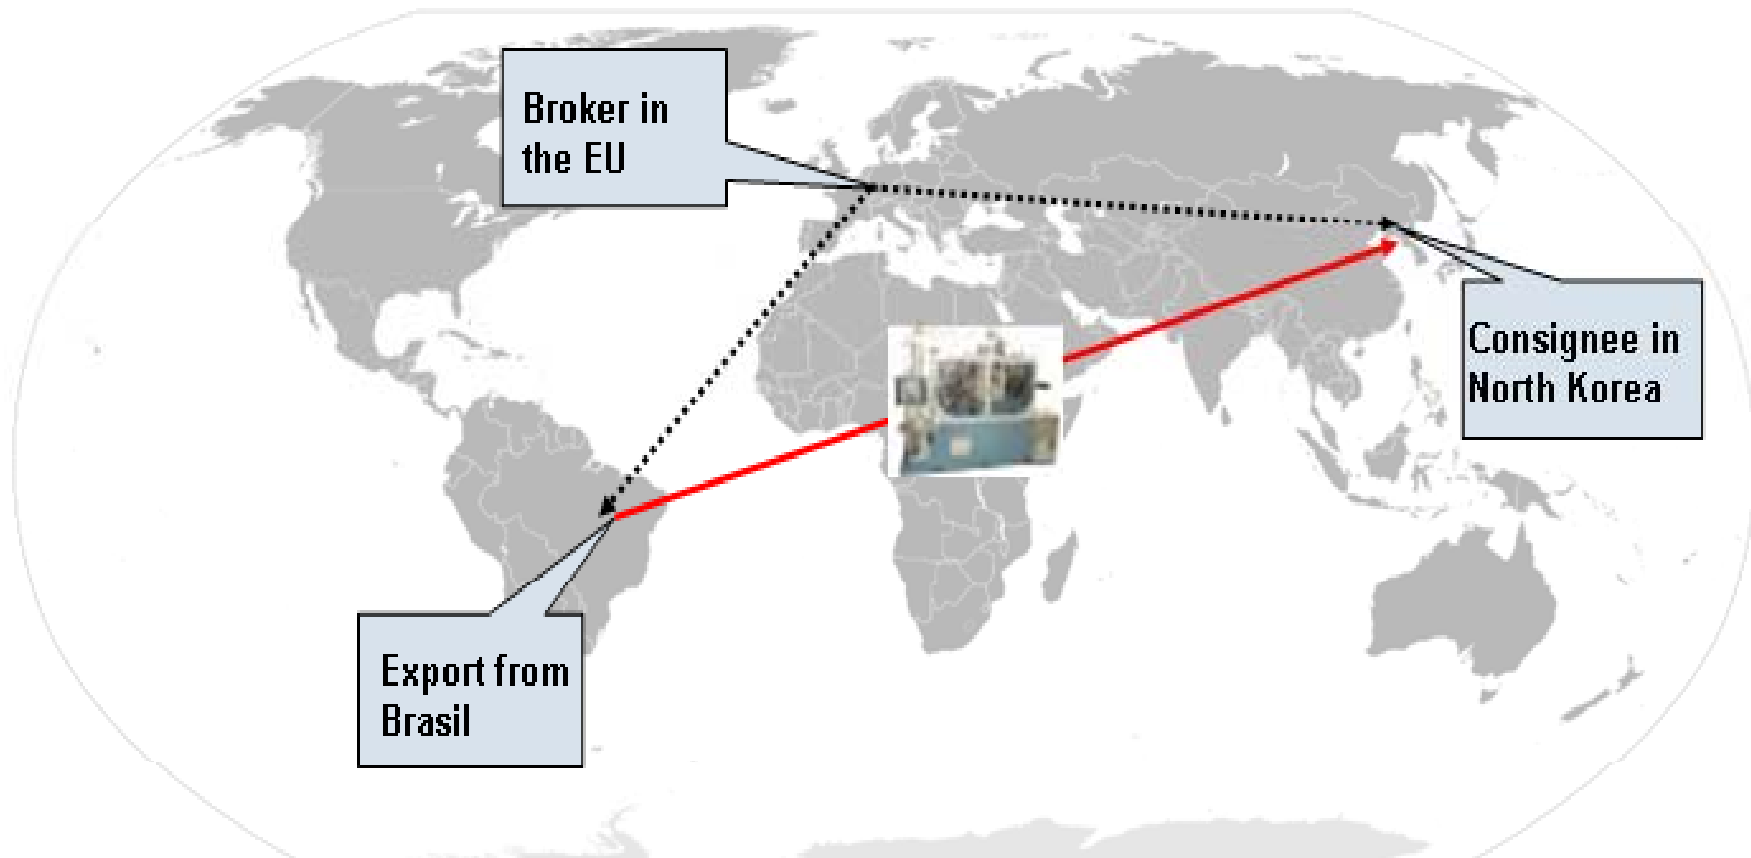 Broker in
the EU
Consignee in
North Korea
Export from
Brasil